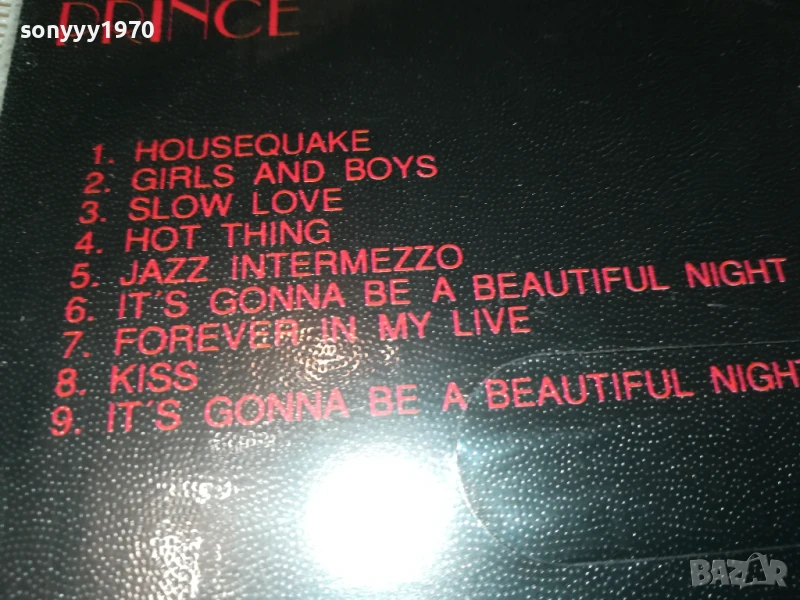 sonyyy1970
PRINCE
1. HOUSEQUAKE
2. GIRLS AND BOYS
3. SLOW LOVE
4. HOT THING
5. JAZZ INTERMEZZO
6. IT'S GONNA BE A BEAUTIFUL NIGHT
7. FOREVER IN MY LIVE
8. KISS
9. IT'S GONNA BE A BEAUTIFUL NIGHT
BAZAR